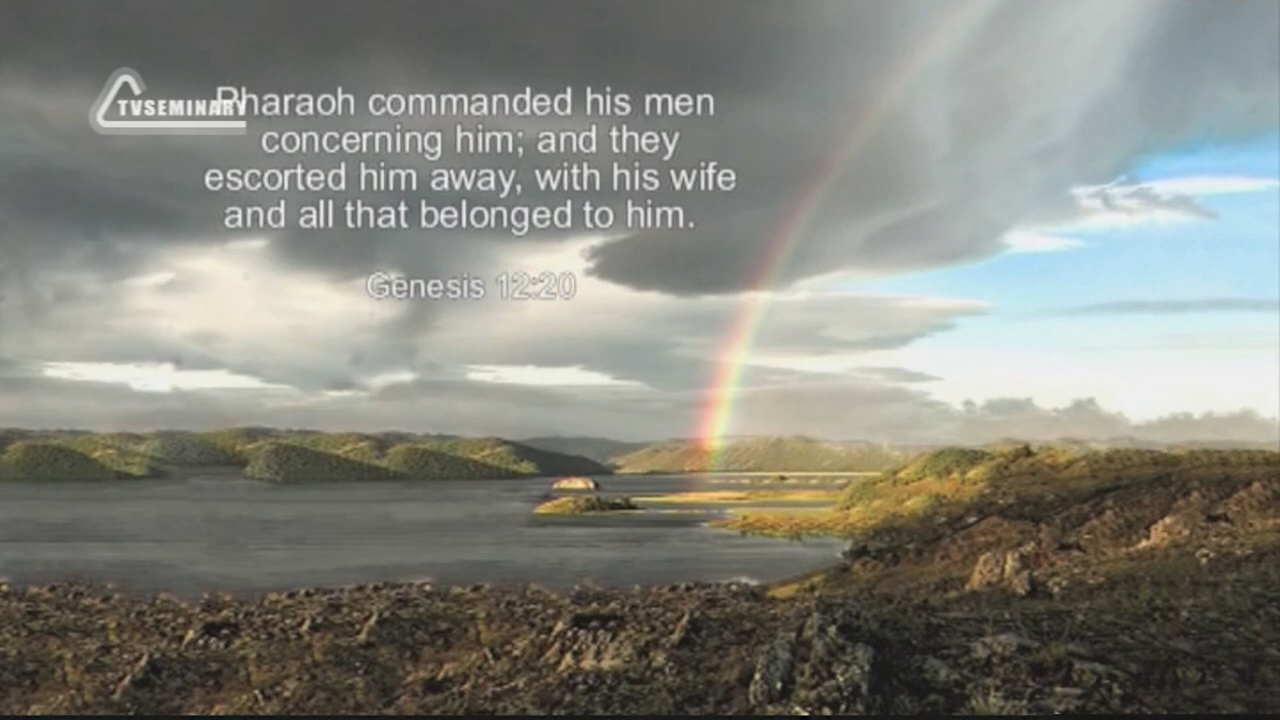 TVSEMINARY
Pharaoh commanded his men
concerning him; and they
escorted him away, with his wife
and all that belonged to him.
Genesis 12:20